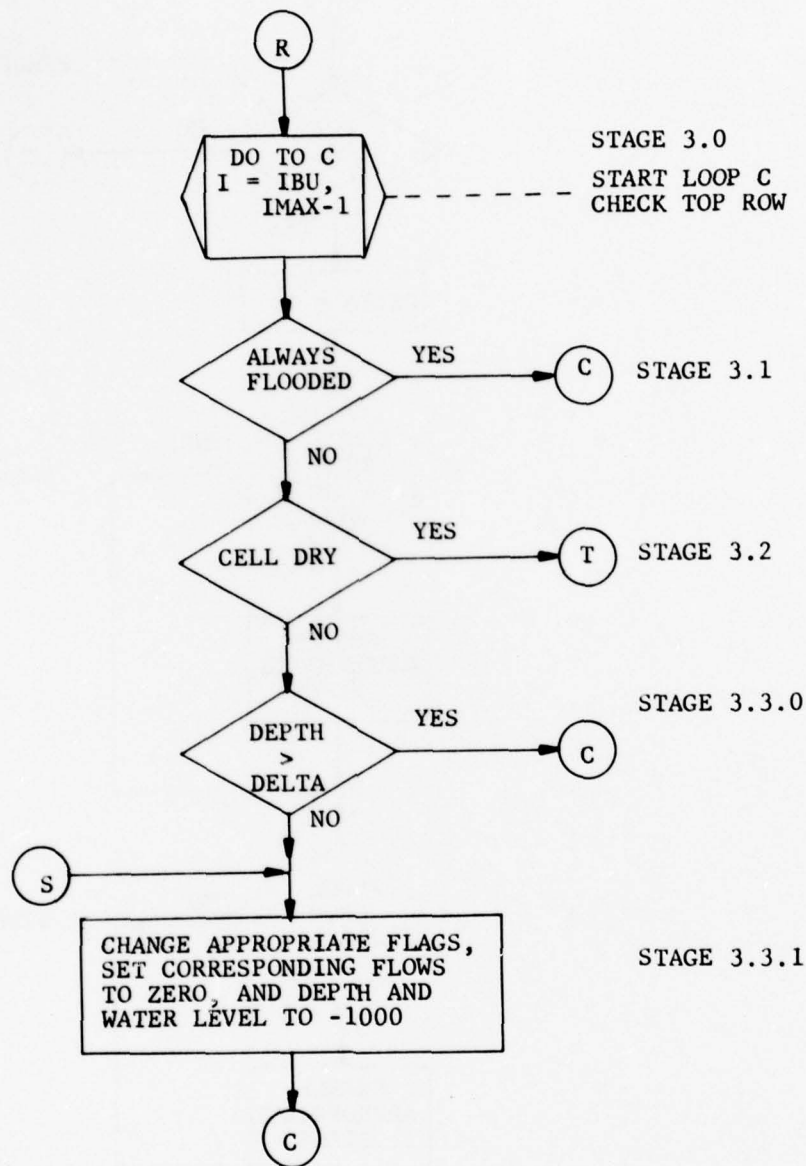 R
DO TO C
I = IBU,
IMAX-1
STAGE 3.0
START LOOP C
CHECK TOP ROW
ALWAYS
FLOODED
YES
C
STAGE 3.1
NO
CELL DRY
YES
T
STAGE 3.2
NO
DEPTH
>
DELTA
YES
C
STAGE 3.3.0
NO
S
CHANGE APPROPRIATE FLAGS,
SET CORRESPONDING FLOWS
TO ZERO, AND DEPTH AND
WATER LEVEL TO -1000
STAGE 3.3.1
C